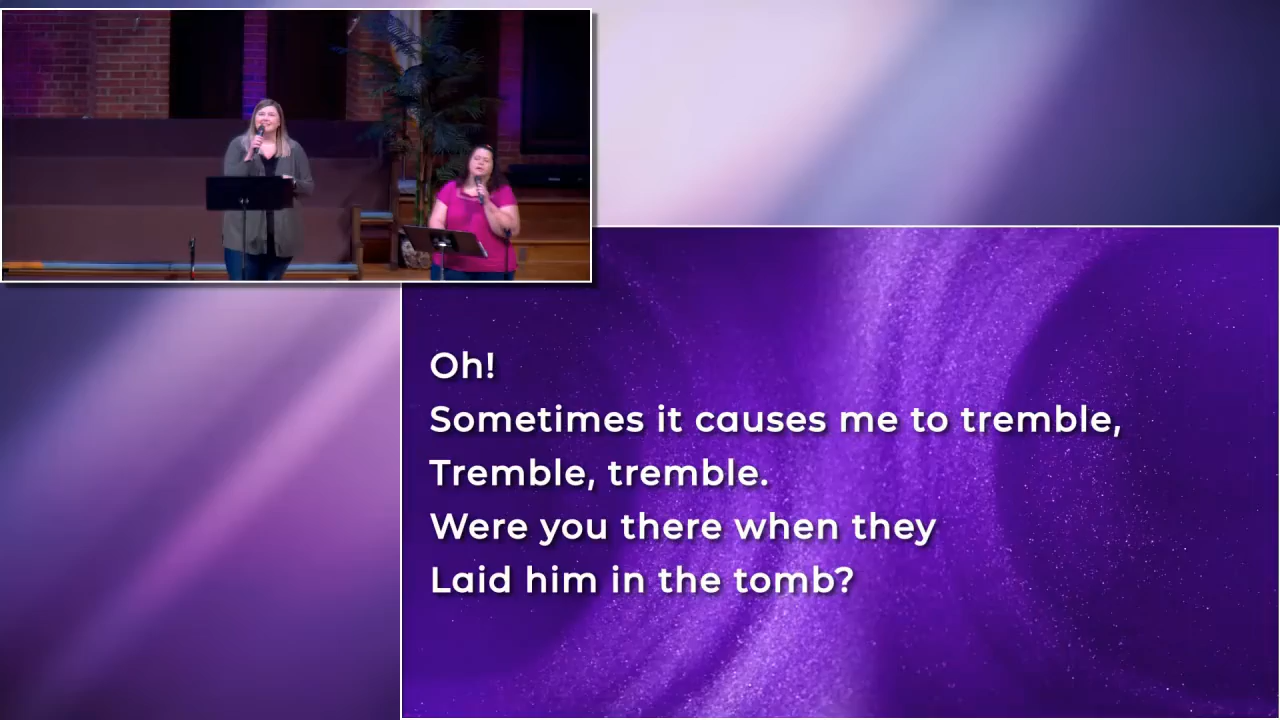 Oh!
Sometimes it causes me to tremble,
Tremble, tremble.
Were you there when they
Laid him in the tomb?